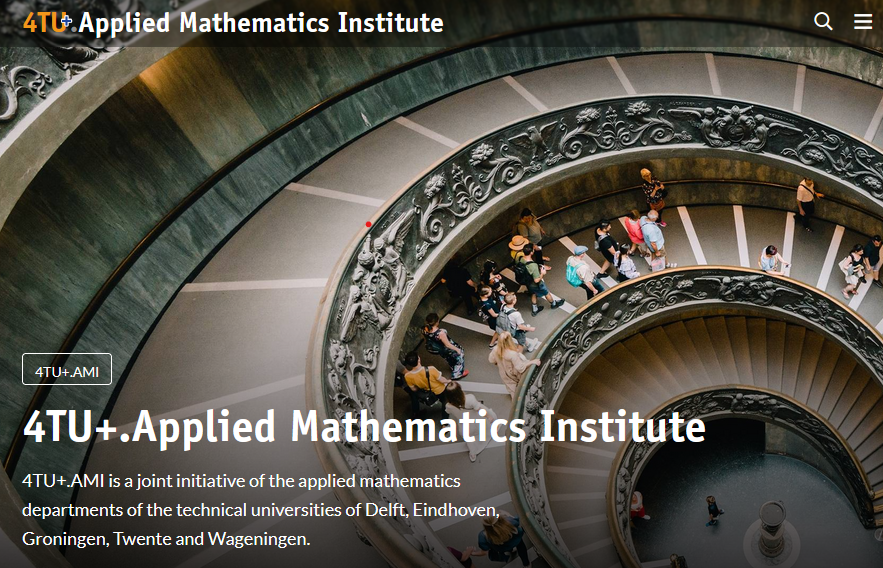 4TU+.Applied Mathematics Institute
4TU+.AMI
4TU+.Applied Mathematics Institute
4TU+.AMI is a joint initiative of the applied mathematics
departments of the technical universities of Delft, Eindhoven,
Groningen, Twente and Wageningen.